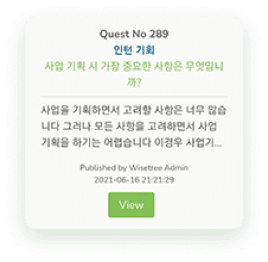 Quest No 289
인턴 기획
사업 기획 시 가장 중요한 사항은 무엇입니
까?
사업을 기획하면서 고려할 사항은 너무 많습
니다 그러나 모든 사항을 고려하면서 사업
기획을 하기는 어렵습니다 이경우 사업기...
Published by Wisetree Admin
2021-06-16 21:21:29
View